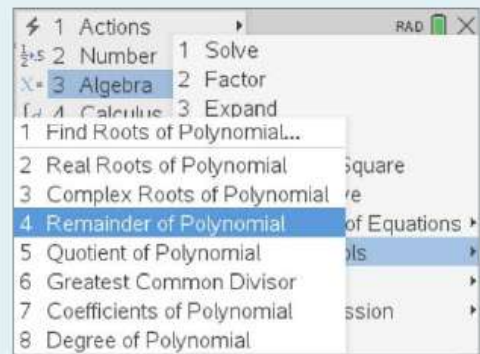 1 Actions
RAD
2 Number
1 Solve
3 Algebra
2 Factor
4 Calculus
3 Expand
1 Find Roots of Polynomial...
2 Real Roots of Polynomial
Square
3 Complex Roots of Polynomial
ve
4 Remainder of Polynomial
of Equations
5 Quotient of Polynomial
ols
6 Greatest Common Divisor
7 Coefficients of Polynomial
ssion
8 Degree of Polynomial